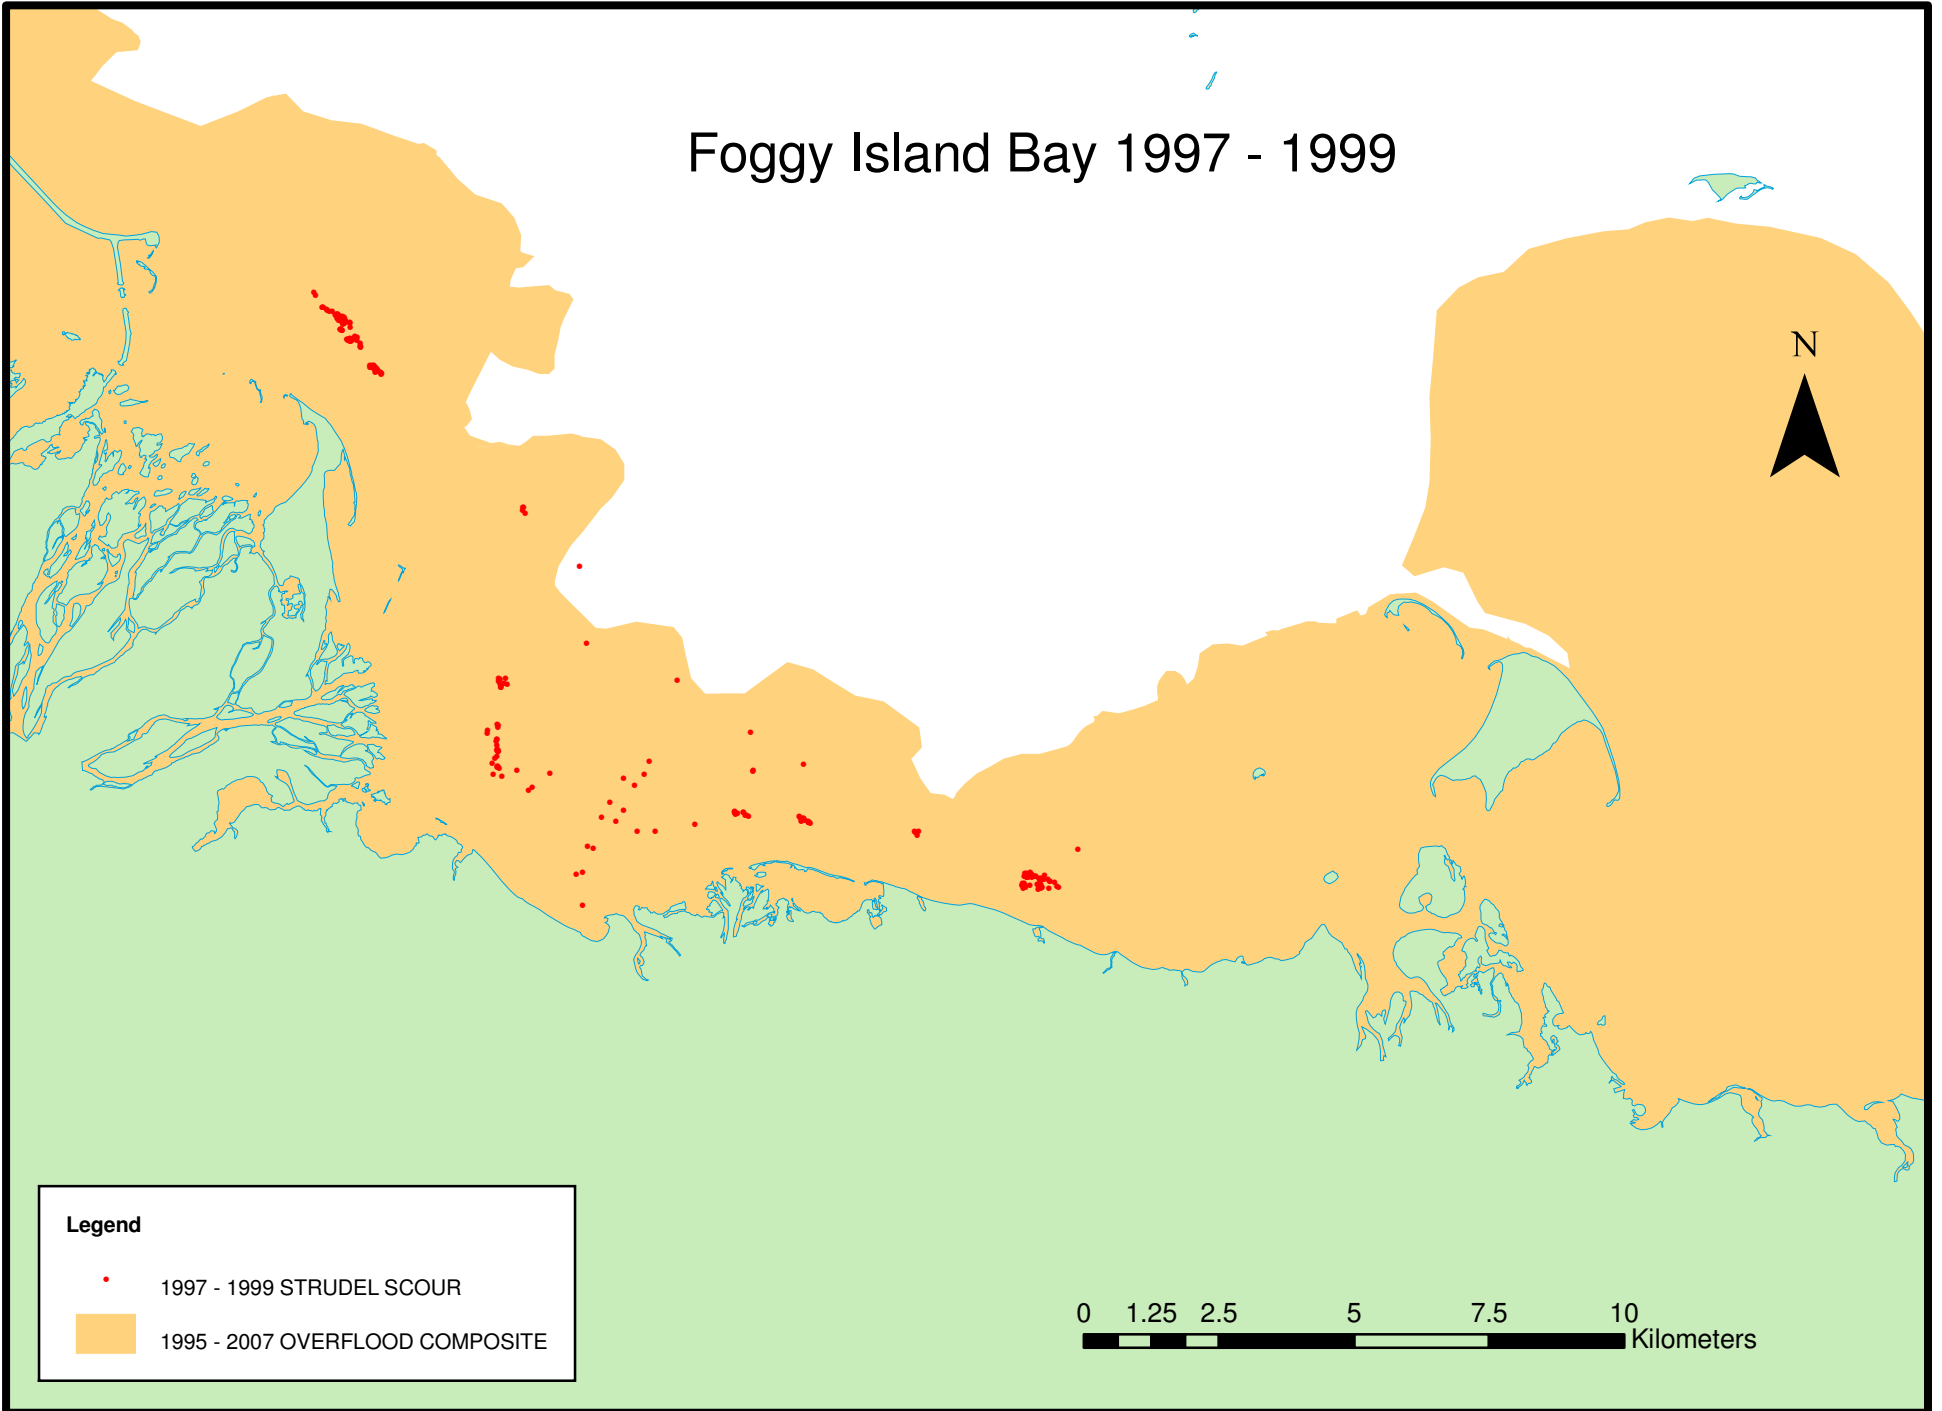 Foggy Island Bay 1997 - 1999
N
Legend
1997 - 1999 STRUDEL SCOUR
1995 - 2007 OVERFLOOD COMPOSITE
0 1.25 2.5 5 7.5 10
Kilometers